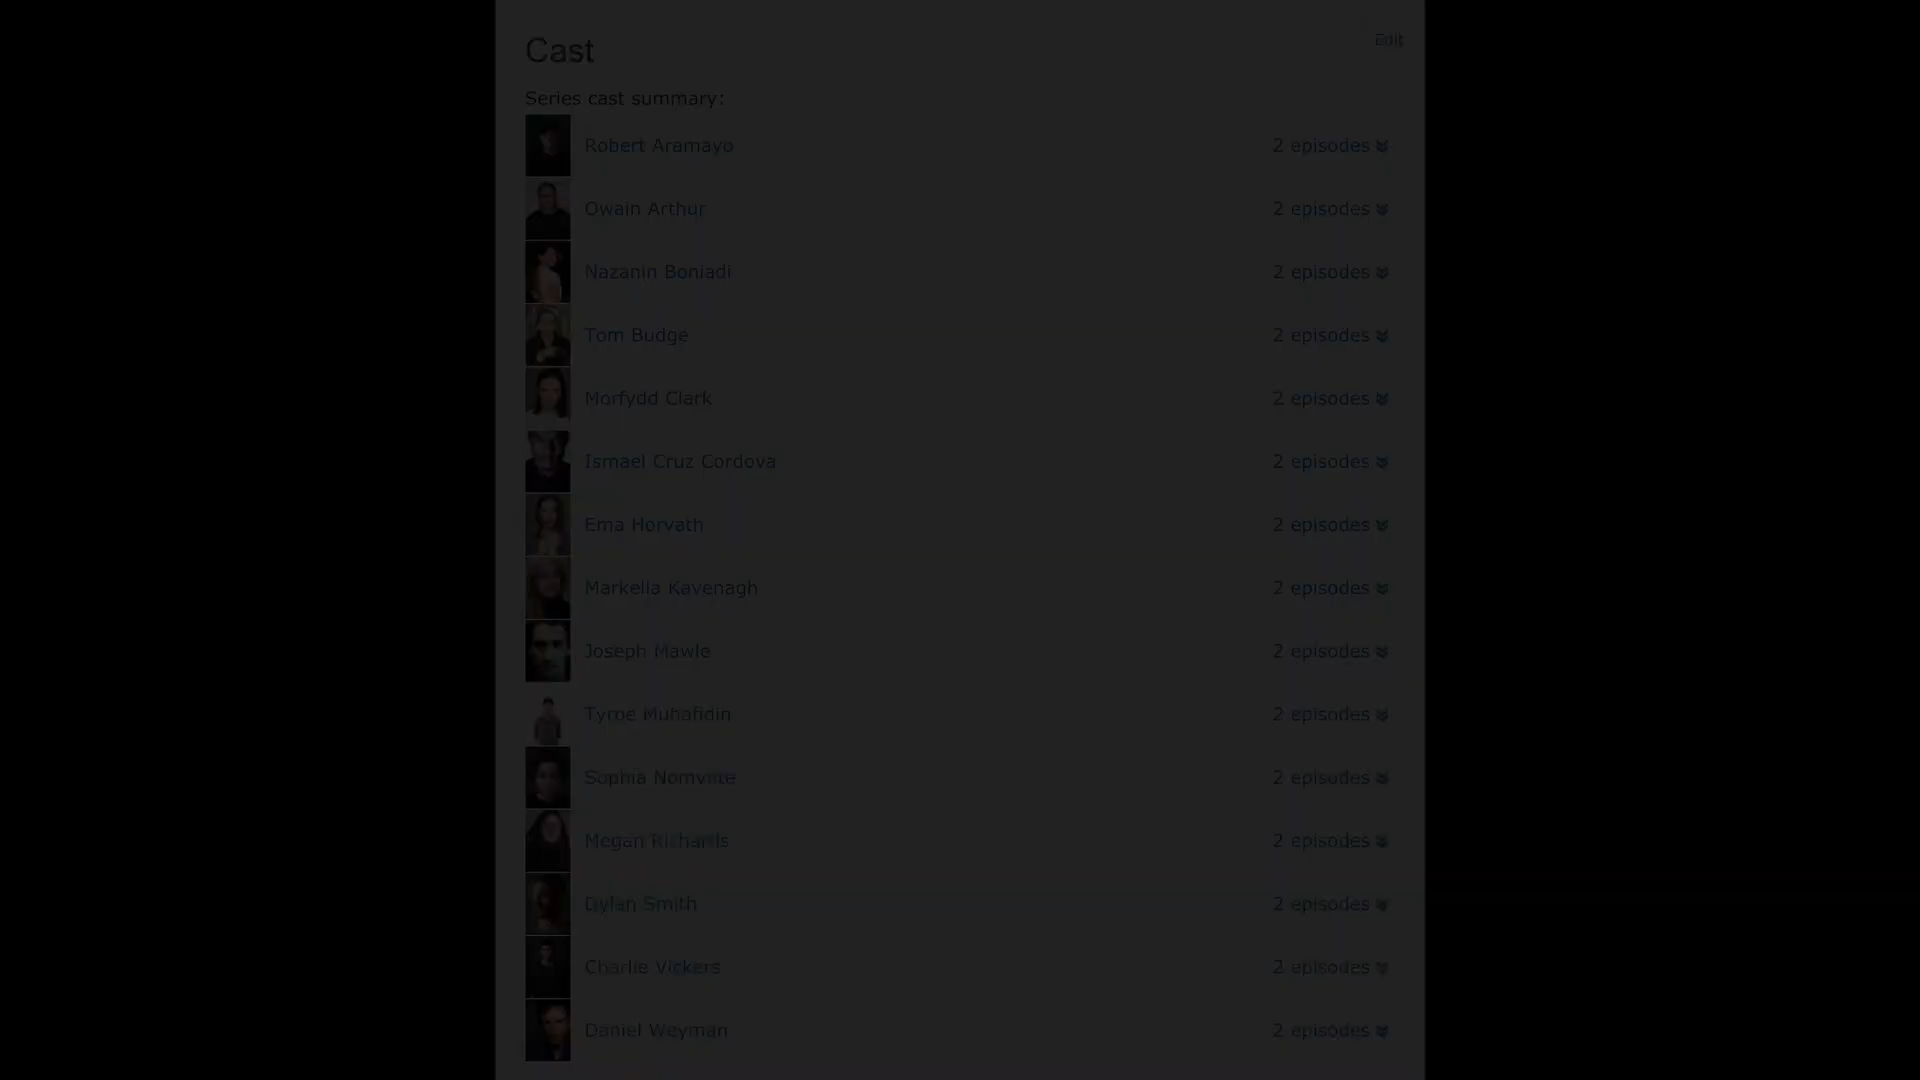 Cast
Edit
Series cast summary:
Robert Aramayo 2 episodes
Owain Arthur 2 episodes
Nazanin Boniadi 2 episodes
Tom Budge 2 episodes
Morfydd Clark 2 episodes
Ismael Cruz Cordova 2 episodes
Ema Horvath 2 episodes
Markella Kavenagh 2 episodes
Joseph Mawle 2 episodes
Tyroe Muhafidin 2 episodes
Sophia Nomvete 2 episodes
Megan Richards 2 episodes
Dylan Smith 2 episodes
Charlie Vickers 2 episodes
Daniel Weyman 2 episodes